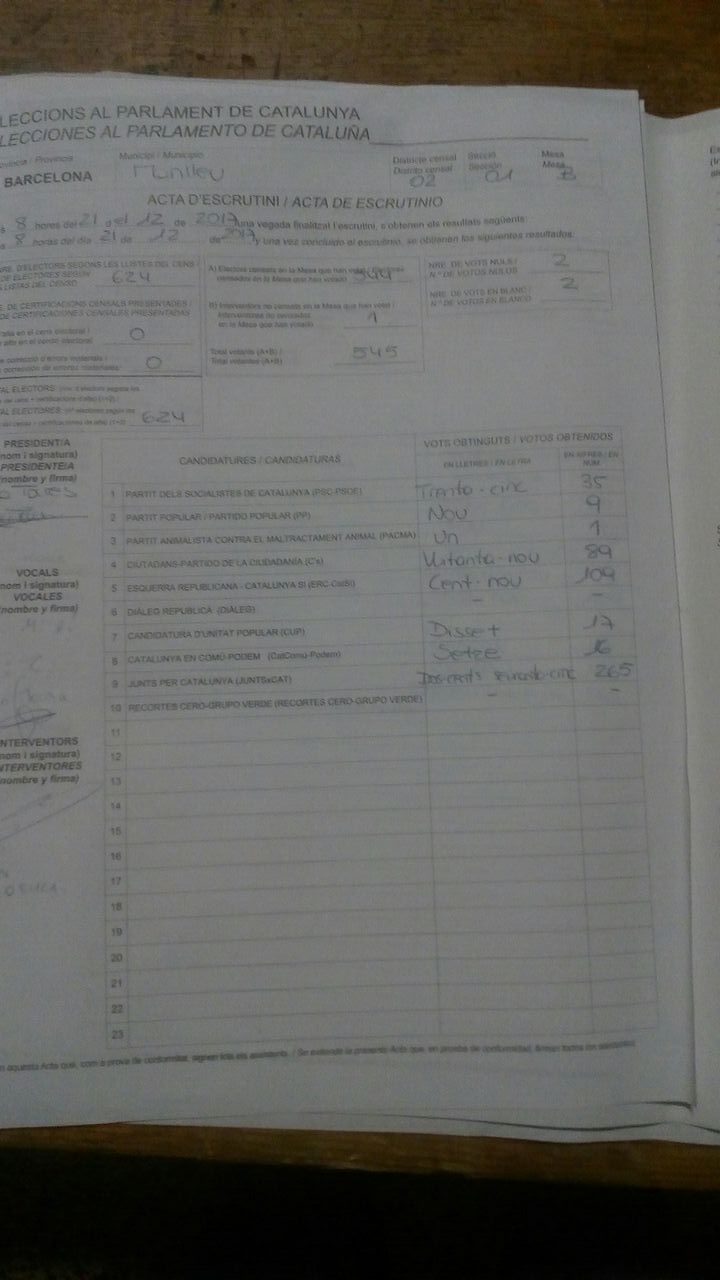 LECCIONS AL PARLAMENT DE CATALUNYA
LECCIONES AL PARLAMENTO DE CATALUÑA
ovíncia / Provincia Municipi / Municipio Districte censal Secció Mesa
Distrito censal Sección Mesa
BARCELONA Manlleu 02 01 B
ACTA D'ESCRUTINI / ACTA DE ESCRUTINIO
s 8 hores del 21 del 12 de 2017, una vegada finalitzat l'escrutini, s'obtenen els resultats següents:
s 8 horas del día 21 de 12 de 2017 y una vez concluido el escrutinio, se obtienen los siguientes resultados:
RE. D'ELECTORS SEGONS LES LLISTES DEL CENS /
DE ELECTORES SEGÚN
LISTAS DEL CENSO 624
E. DE CERTIFICACIONS CENSALS PRESENTADES /
DE CERTIFICACIONES CENSALES PRESENTADAS
alta en el cens electoral /
alta en el censo electoral 0
correcció d'errors materials /
corrección de errores materiales 0
AL ELECTORS:
AL ELECTORES: 624
A) Electors censats en la Mesa que han votat /
censados en la Mesa que han votado 544
B) Interventors no censats en la Mesa que han votat /
Interventores no censados
en la Mesa que han votado 1
Total votants (A+B) /
Total votantes (A+B) 545
NRE. DE VOTS NULS /
N.º DE VOTOS NULOS 2
NRE. DE VOTS EN BLANC /
N.º DE VOTOS EN BLANCO 2
PRESIDENT/A
nom i signatura)
PRESIDENTE/A
(nombre y firma)
VOCALS
nom i signatura)
VOCALES
nombre y firma)
NTERVENTORS
nom i signatura)
NTERVENTORES
nombre y firma)
CANDIDATURES / CANDIDATURAS VOTS OBTINGUTS / VOTOS OBTENIDOS
EN LLETRES / EN LETRA EN XIFRES / EN NÚM.
1 PARTIT DELS SOCIALISTES DE CATALUNYA (PSC-PSOE) Trenta-cinc 35
2 PARTIT POPULAR / PARTIDO POPULAR (PP) Nou 9
3 PARTIT ANIMALISTA CONTRA EL MALTRACTAMENT ANIMAL (PACMA) Un 1
4 CIUTADANS-PARTIDO DE LA CIUDADANÍA (C's) Uitanta-nou 89
5 ESQUERRA REPUBLICANA - CATALUNYA SÍ (ERC-CatSí) Cent-nou 109
6 DIÀLEG REPUBLICÀ (DIÀLEG) - -
7 CANDIDATURA D'UNITAT POPULAR (CUP) Disset 17
8 CATALUNYA EN COMÚ-PODEM (CatComú-Podem) Setze 16
9 JUNTS PER CATALUNYA (JUNTSxCAT) Dos-cents seixanta-cinc 265
10 RECORTES CERO-GRUPO VERDE (RECORTES CERO-GRUPO VERDE) - -
11
12
13
14
15
16
17
18
19
20
21
22
23
n aquesta Acta que, com a prova de conformitat, signen tots els assistents. / Se extiende la presente Acta que, en prueba de conformidad, firman todos los asistentes.